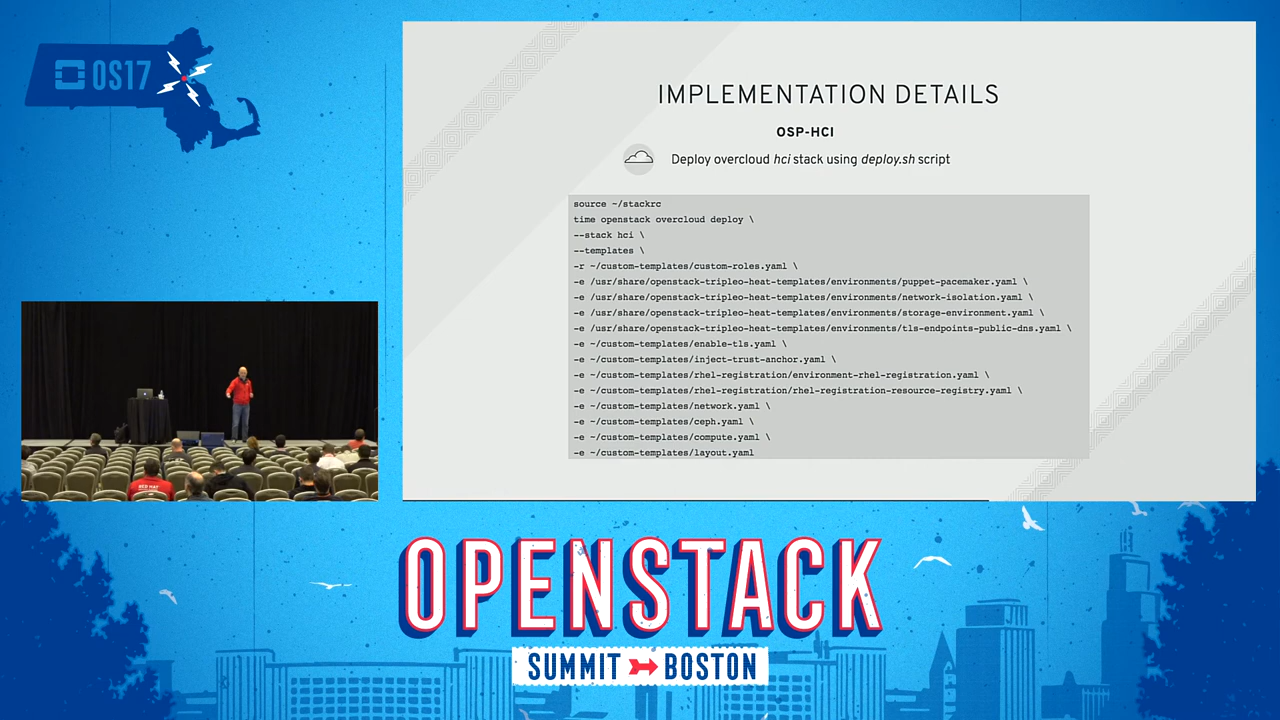 OS17
IMPLEMENTATION DETAILS
OSP-HCI
Deploy overcloud hci stack using deploy.sh script
source ~/stackrc
time openstack overcloud deploy \
--stack hci \
--templates \
-r ~/custom-templates/custom-roles.yaml \
-e /usr/share/openstack-tripleo-heat-templates/environments/puppet-pacemaker.yaml \
-e /usr/share/openstack-tripleo-heat-templates/environments/network-isolation.yaml \
-e /usr/share/openstack-tripleo-heat-templates/environments/storage-environment.yaml \
-e /usr/share/openstack-tripleo-heat-templates/environments/tls-endpoints-public-dns.yaml \
-e ~/custom-templates/enable-tls.yaml \
-e ~/custom-templates/inject-trust-anchor.yaml \
-e ~/custom-templates/rhel-registration/environment-rhel-registration.yaml \
-e ~/custom-templates/rhel-registration/rhel-registration-resource-registry.yaml \
-e ~/custom-templates/network.yaml \
-e ~/custom-templates/ceph.yaml \
-e ~/custom-templates/compute.yaml \
-e ~/custom-templates/layout.yaml
RED HAT
OPENSTACK
SUMMIT BOSTON